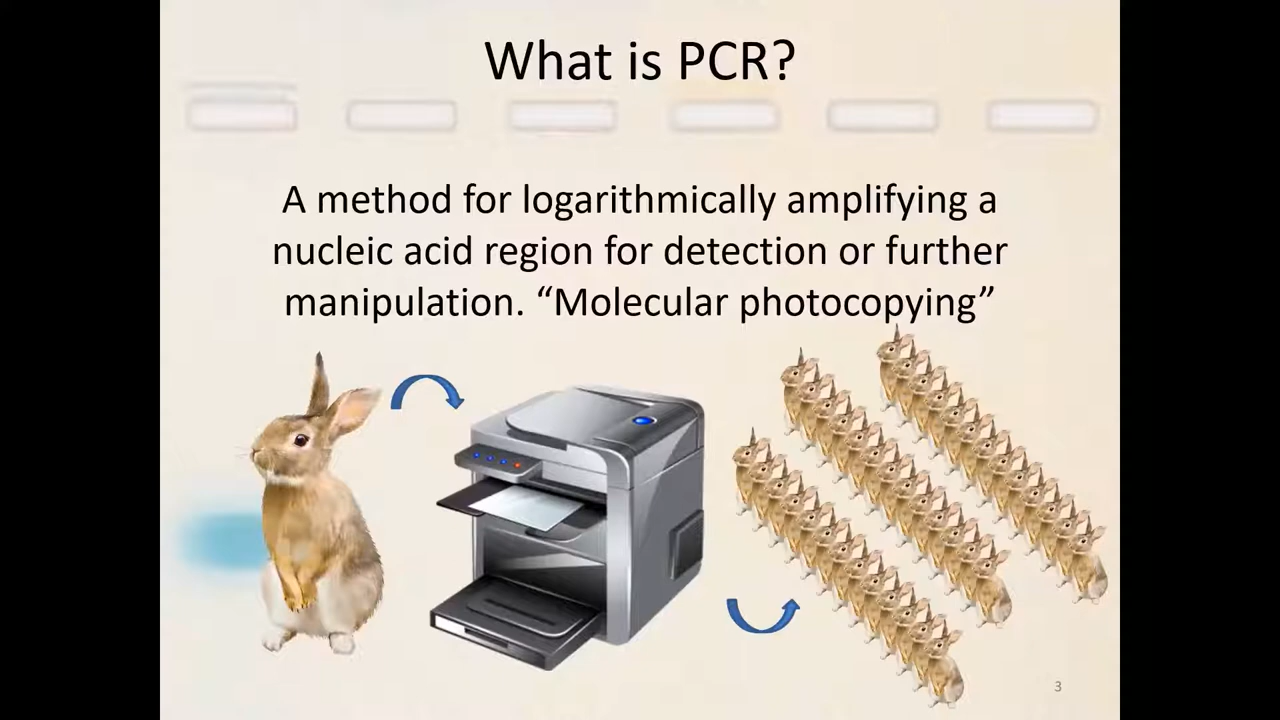 What is PCR?
A method for logarithmically amplifying a
nucleic acid region for detection or further
manipulation. “Molecular photocopying”
3